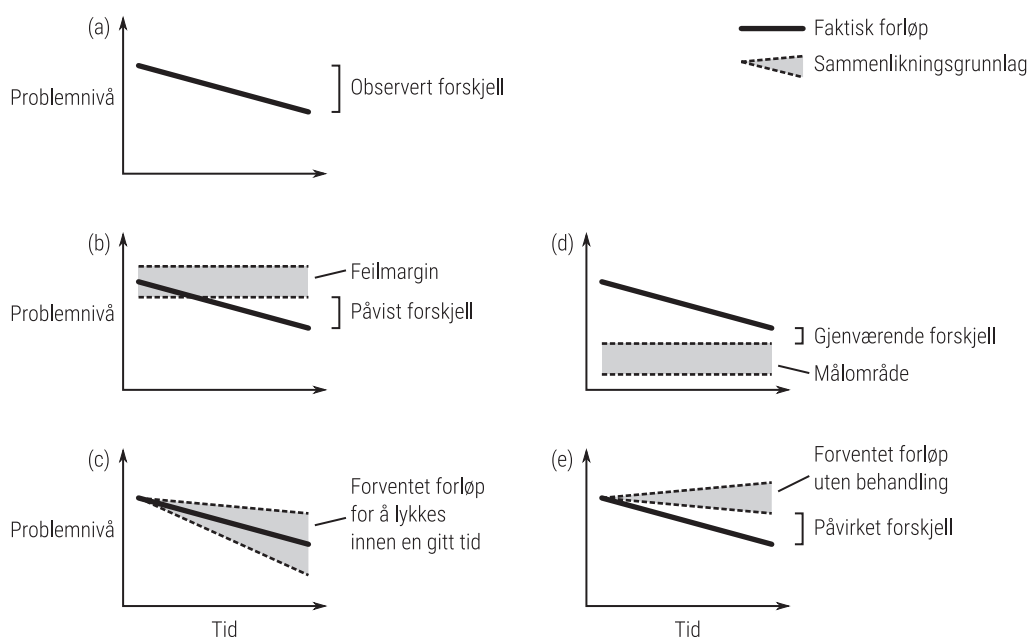 (a)
Problemnivå
Observert forskjell
Faktisk forløp
Sammenlikningsgrunnlag
(b)
Problemnivå
Feilmargin
Påvist forskjell
(d)
Gjenværende forskjell
Målområde
(c)
Problemnivå
Forventet forløp
for å lykkes
innen en gitt tid
Tid
(e)
Forventet forløp
uten behandling
Påvirket forskjell
Tid